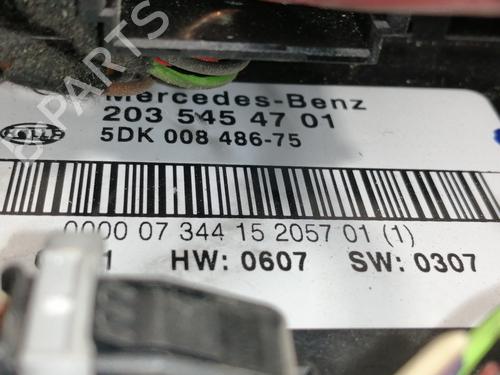 Mercedes-Benz
203 545 47 01
5DK 008 486-75
0000 07 344 15 2057 01 (1)
HW: 0607 SW: 0307
PARTS